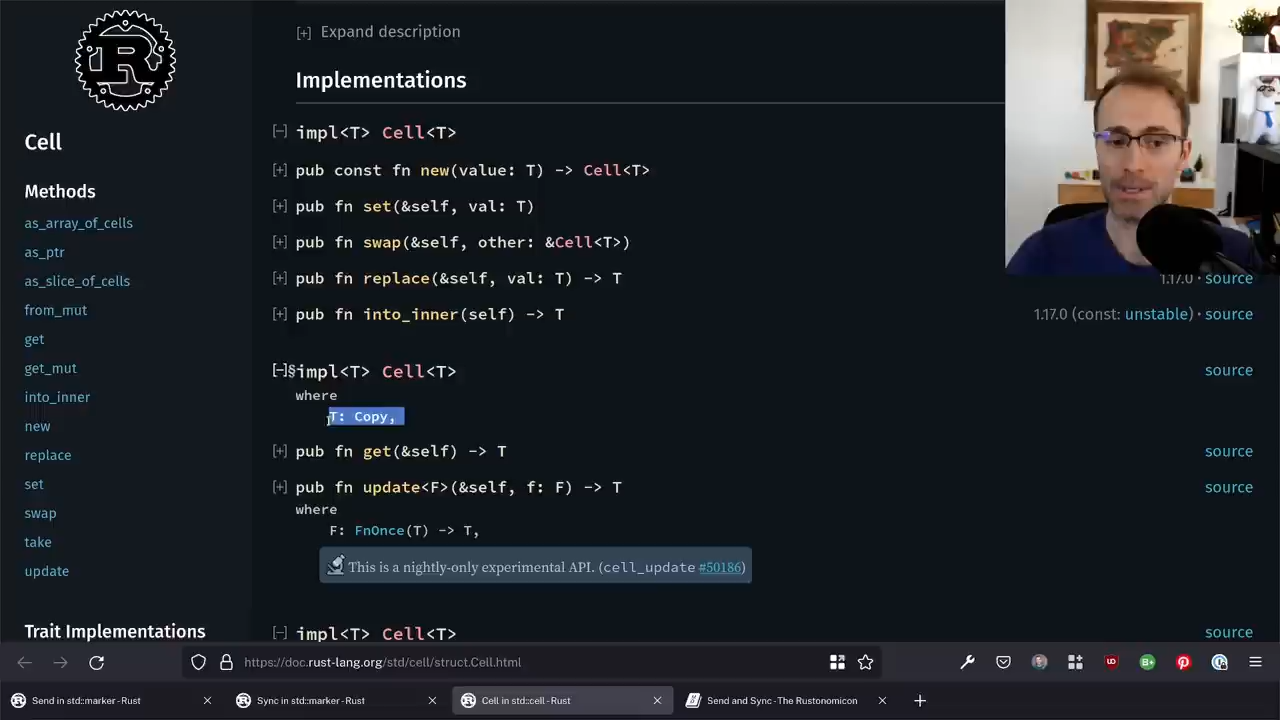 [+] Expand description
Implementations
[−] impl<T> Cell<T>
[+] pub const fn new(value: T) -> Cell<T>
[+] pub fn set(&self, val: T)
[+] pub fn swap(&self, other: &Cell<T>)
[+] pub fn replace(&self, val: T) -> T
1.17.0 · source
[+] pub fn into_inner(self) -> T
1.17.0 (const: unstable) · source
[−]§impl<T> Cell<T>
source
where
T: Copy,
[+] pub fn get(&self) -> T
source
[+] pub fn update<F>(&self, f: F) -> T
source
where
F: FnOnce(T) -> T,
🔬 This is a nightly-only experimental API. (cell_update #50186)
[−] impl<T> Cell<T>
source
R
Cell
Methods
as_array_of_cells
as_ptr
as_slice_of_cells
from_mut
get
get_mut
into_inner
new
replace
set
swap
take
update
Trait Implementations
https://doc.rust-lang.org/std/cell/struct.Cell.html
Send in std::marker - Rust
Sync in std::marker - Rust
Cell in std::cell - Rust
Send and Sync - The Rustonomicon